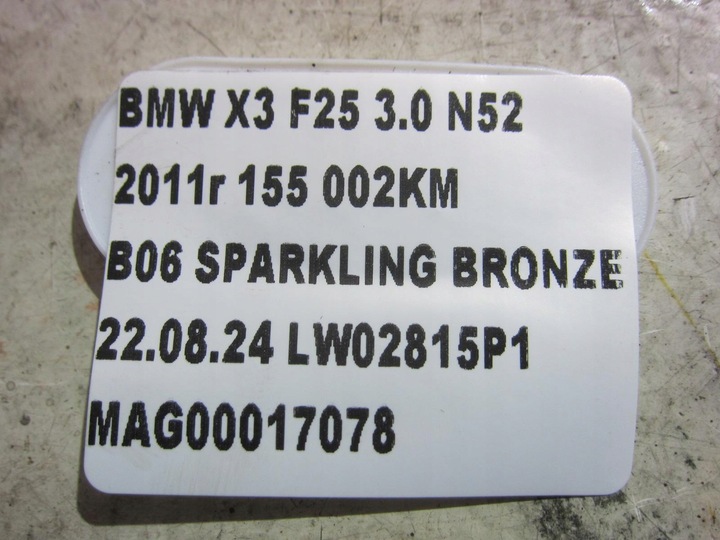 BMW X3 F25 3.0 N52
2011r 155 002KM
B06 SPARKLING BRONZE
22.08.24 LW02815P1
MAG00017078